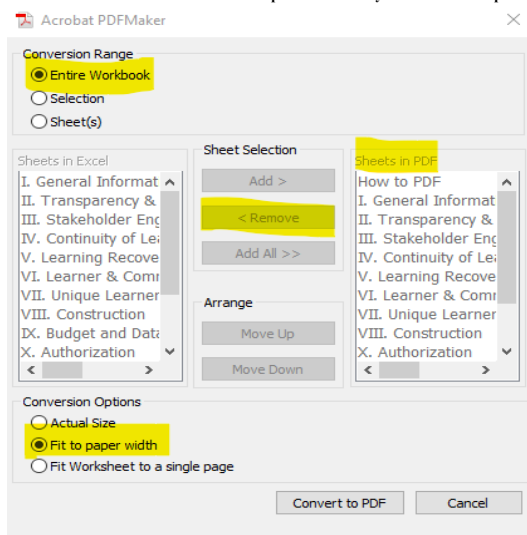 Acrobat PDFMaker
Conversion Range
Entire Workbook
Selection
Sheet(s)
Sheets in Excel
I. General Informat
II. Transparency &
III. Stakeholder Eng
IV. Continuity of Lea
V. Learning Recove
VI. Learner & Comr
VII. Unique Learner
VIII. Construction
IX. Budget and Data
X. Authorization
Sheet Selection
Add >
< Remove
Add All >>
Arrange
Move Up
Move Down
Sheets in PDF
How to PDF
I. General Informat
II. Transparency &
III. Stakeholder Eng
IV. Continuity of Lea
V. Learning Recove
VI. Learner & Comr
VII. Unique Learner
VIII. Construction
X. Authorization
Conversion Options
Actual Size
Fit to paper width
Fit Worksheet to a single page
Convert to PDF
Cancel